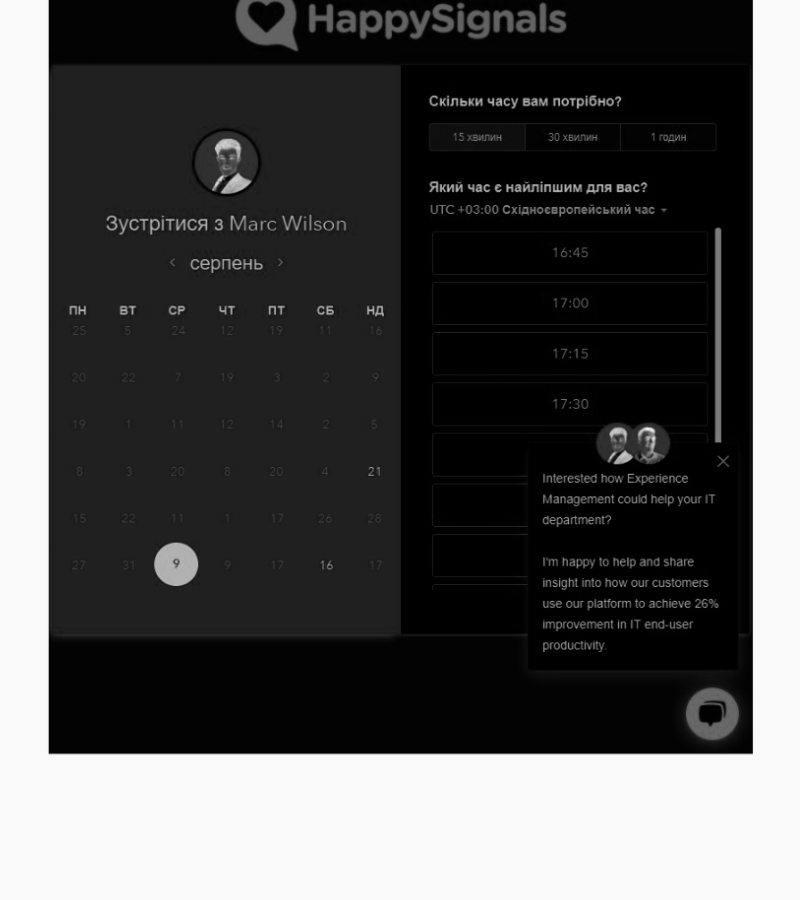 HappySignals
Зустрітися з Marc Wilson
серпень
ПН ВТ СР ЧТ ПТ СБ НД
25 5 24 12 19 11 16
20 22 7 19 3 2 9
19 1 11 12 14 2 5
8 3 20 8 20 4 21
15 22 11 1 17 26 28
27 31 9 9 17 16 17
Скільки часу вам потрібно?
15 хвилин 30 хвилин 1 годин
Який час є найліпшим для вас?
UTC +03:00 Східноєвропейський час
16:45
17:00
17:15
17:30
Interested how Experience
Management could help your IT
department?
I'm happy to help and share
insight into how our customers
use our platform to achieve 26%
improvement in IT end-user
productivity.